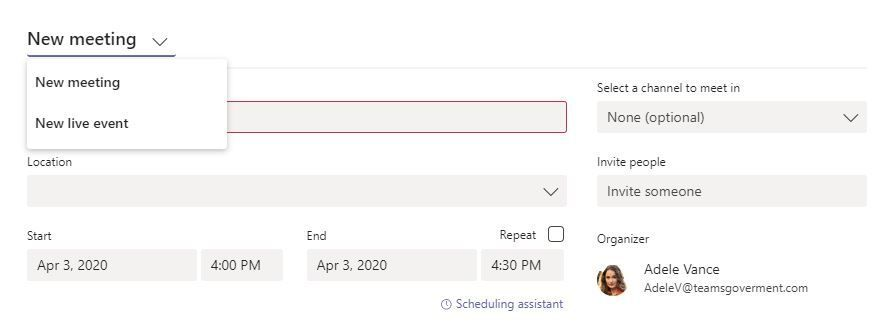 New meeting
New meeting
New live event
Select a channel to meet in
None (optional)
Location
Invite people
Invite someone
Start
End
Repeat
Organizer
Apr 3, 2020
4:00 PM
Apr 3, 2020
4:30 PM
Adele Vance
AdeleV@teamsgoverment.com
Scheduling assistant